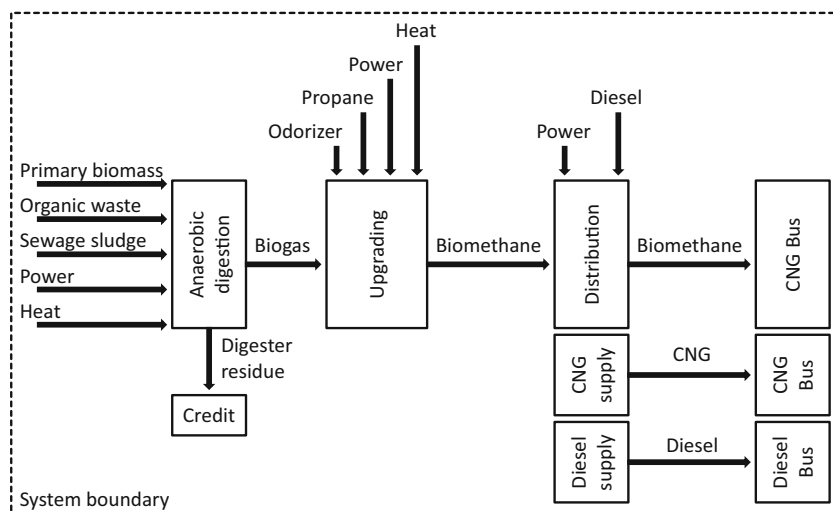 Heat
Power
Propane
Diesel
Odorizer
Power
Primary biomass
Organic waste
Sewage sludge
Power
Heat
Anaerobic
digestion
Biogas
Upgrading
Biomethane
Distribution
Biomethane
CNG Bus
Digester
residue
Credit
CNG
supply
CNG
CNG
Bus
Diesel
supply
Diesel
Diesel
Bus
System boundary